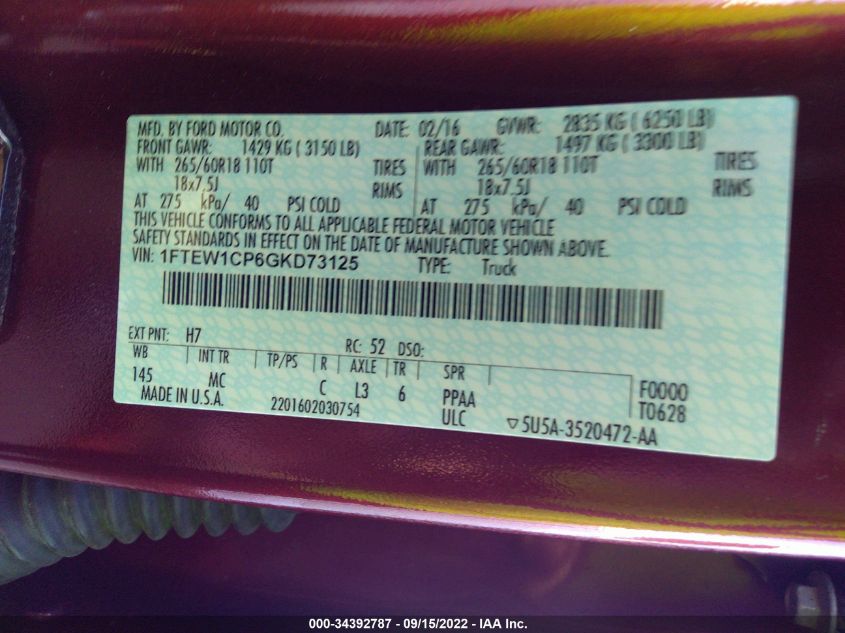 MFD. BY FORD MOTOR CO. DATE: 02/16 GVWR: 2835 KG ( 6250 LB)
FRONT GAWR: 1429 KG ( 3150 LB) REAR GAWR: 1497 KG ( 3300 LB)
WITH 265/60R18 110T TIRES WITH 265/60R18 110T TIRES
18x7.5J RIMS 18x7.5J RIMS
AT 275 kPa/ 40 PSI COLD AT 275 kPa/ 40 PSI COLD
THIS VEHICLE CONFORMS TO ALL APPLICABLE FEDERAL MOTOR VEHICLE
SAFETY STANDARDS IN EFFECT ON THE DATE OF MANUFACTURE SHOWN ABOVE.
VIN: 1FTEW1CP6GKD73125 TYPE: Truck
EXT PNT: H7 RC: 52 DSO:
WB INT TR TP/PS R AXLE TR SPR
145 MC C L3 6 PPAA F0000
MADE IN U.S.A. 2201602030754 ULC ▽5U5A-3520472-AA T0628
000-34392787 - 09/15/2022 - IAA Inc.